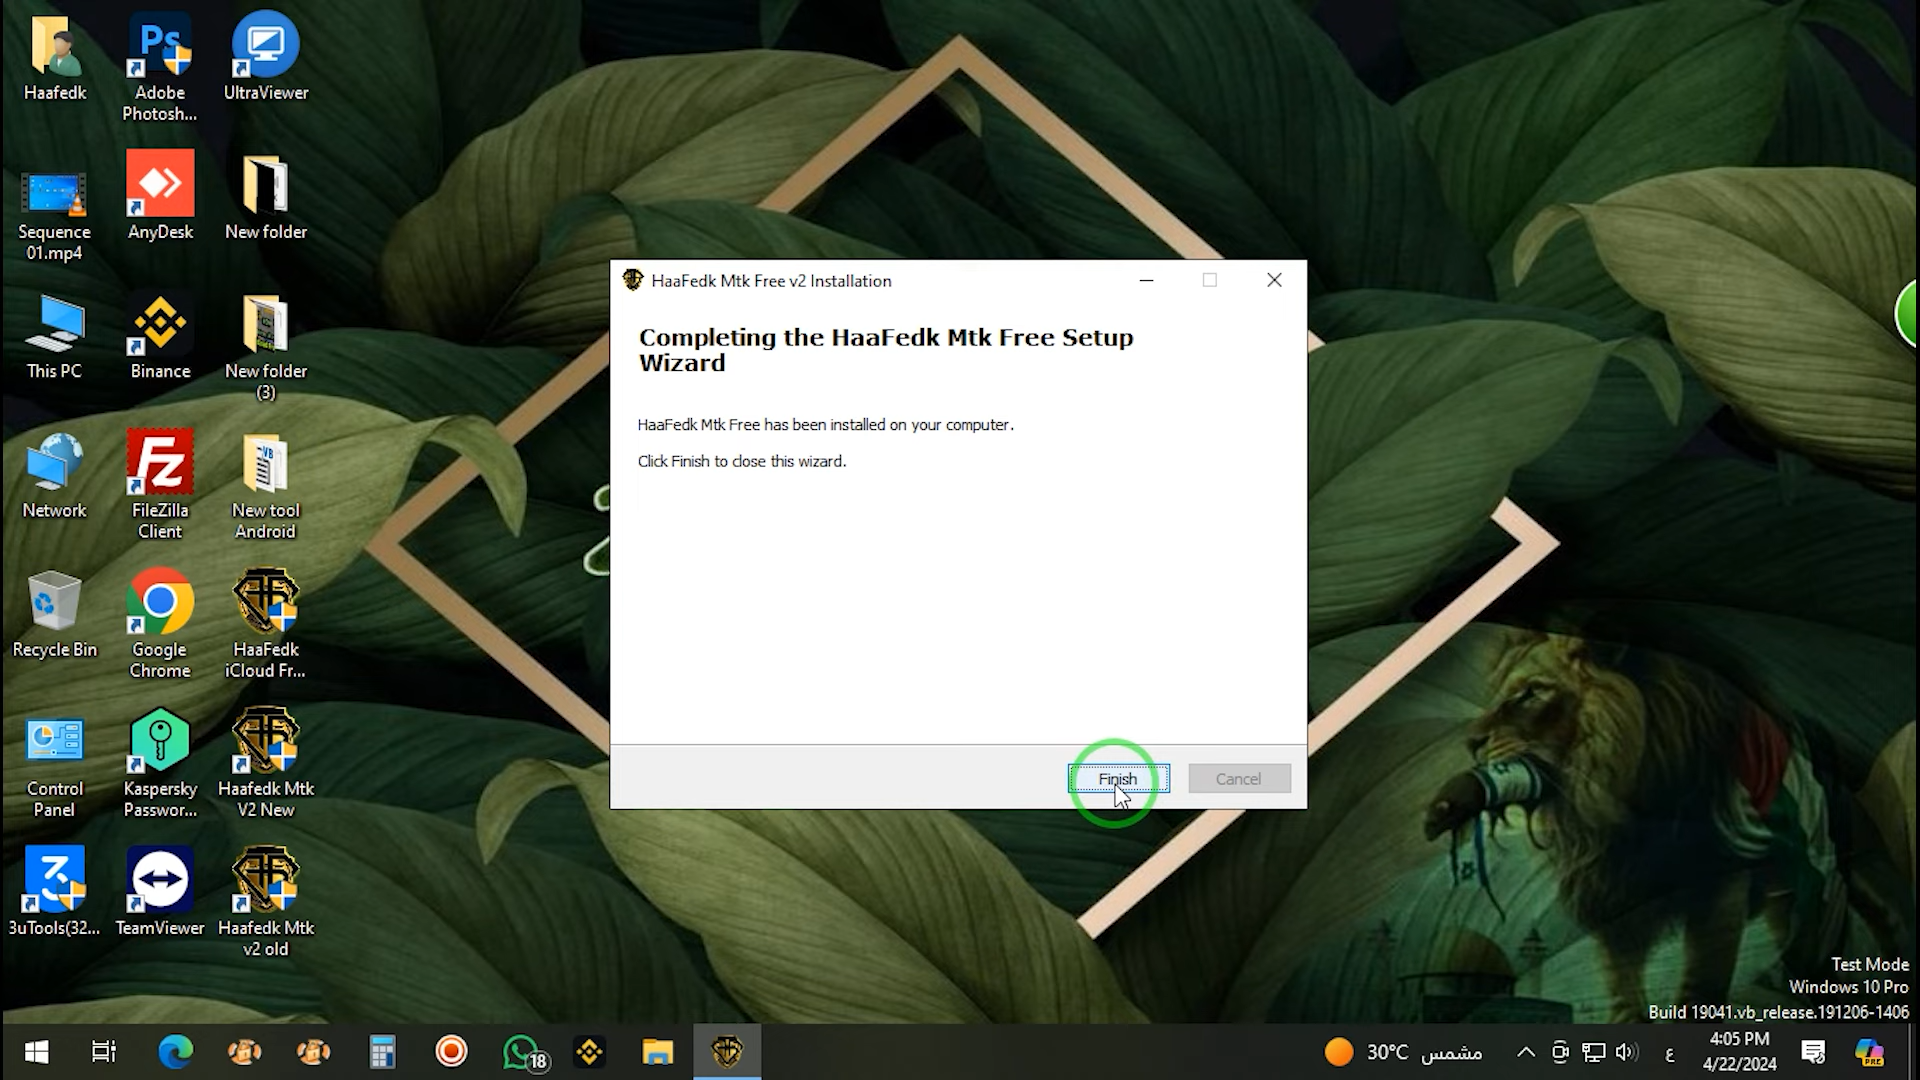 Haafedk
Adobe
Photosh...
UltraViewer
Sequence
01.mp4
AnyDesk
New folder
This PC
Binance
New folder
(3)
Network
FileZilla
Client
New tool
Android
Recycle Bin
Google
Chrome
HaaFedk
iCloud Fr...
Control
Panel
Kaspersky
Passwor...
Haafedk Mtk
V2 New
3uTools(32...
TeamViewer
Haafedk Mtk
v2 old
HaaFedk Mtk Free v2 Installation
Completing the HaaFedk Mtk Free Setup
Wizard
HaaFedk Mtk Free has been installed on your computer.
Click Finish to close this wizard.
Finish
Cancel
Test Mode
Windows 10 Pro
Build 19041.vb_release.191206-1406
18
30°C مشمس
ع
4:05 PM
4/22/2024
PRE